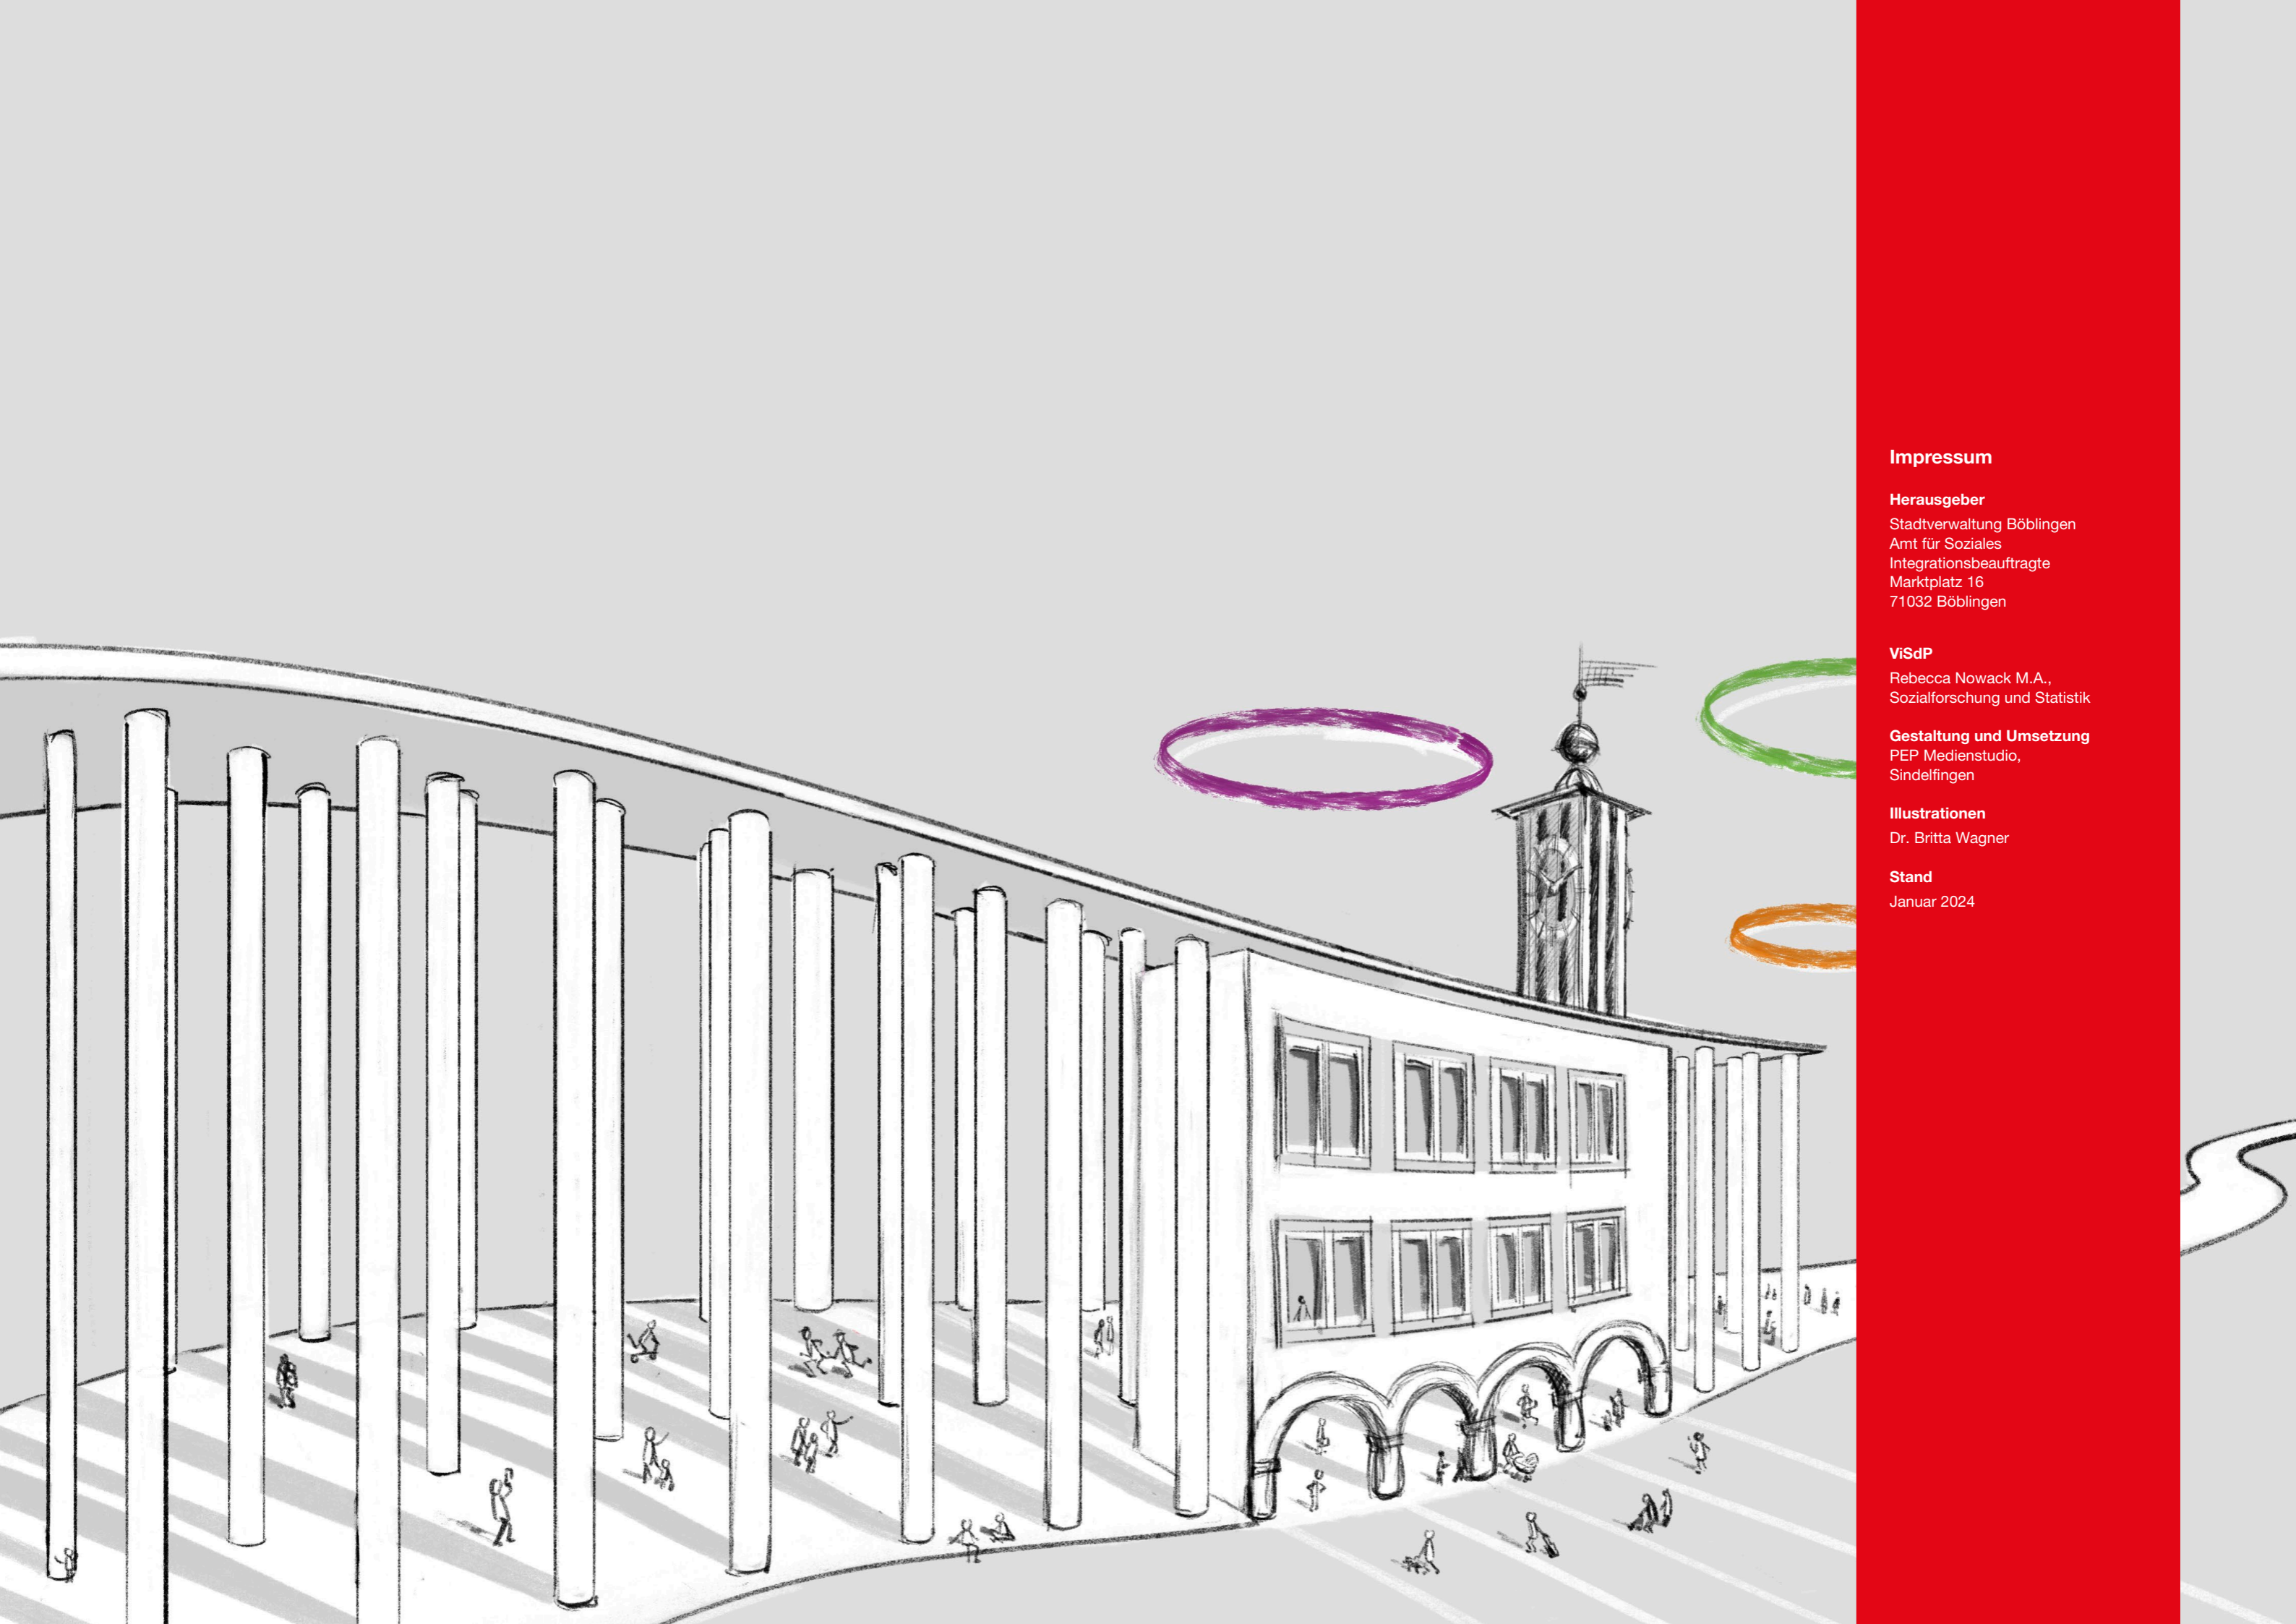 Impressum
Herausgeber
Stadtverwaltung Böblingen
Amt für Soziales
Integrationsbeauftragte
Marktplatz 16
71032 Böblingen
ViSdP
Rebecca Nowack M.A.,
Sozialforschung und Statistik
Gestaltung und Umsetzung
PEP Medienstudio,
Sindelfingen
Illustrationen
Dr. Britta Wagner
Stand
Januar 2024